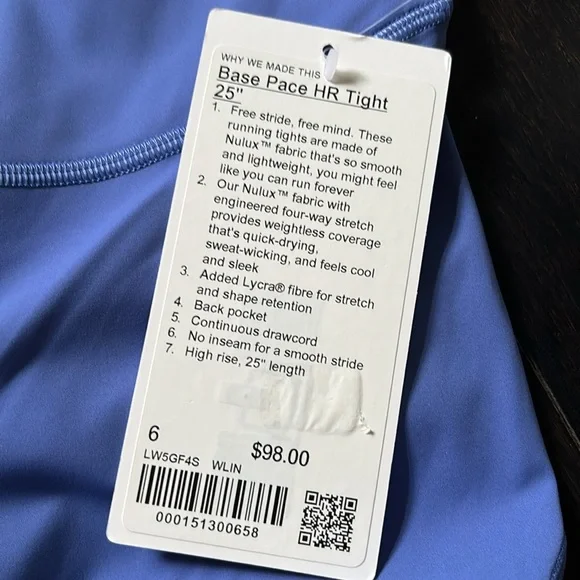 WHY WE MADE THIS
Base Pace HR Tight
25"
1. Free stride, free mind. These
running tights are made of
Nulux™ fabric that's so smooth
and lightweight, you might feel
like you can run forever
2. Our Nulux™ fabric with
engineered four-way stretch
provides weightless coverage
that's quick-drying,
sweat-wicking, and feels cool
and sleek
3. Added Lycra® fibre for stretch
and shape retention
4. Back pocket
5. Continuous drawcord
6. No inseam for a smooth stride
7. High rise, 25" length
6 $98.00
LW5GF4S WLIN
000151300658